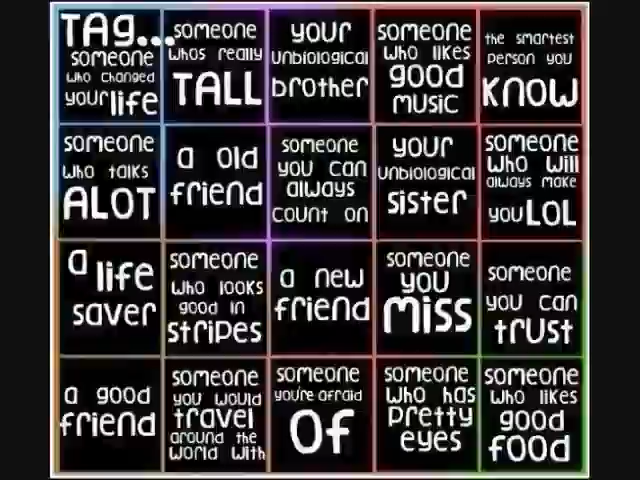 TAG...
someone
who changed
your life
someone
whos really
TALL
your
unbiological
brother
someone
who likes
good
music
the smartest
person you
KNOW
someone
who talks
ALOT
a old
friend
someone
you can
always
count on
your
unbiological
sister
someone
who will
always make
you LOL
a life
saver
someone
who looks
good in
stripes
a new
friend
someone
you
miss
someone
you can
trust
a good
friend
someone
you would
travel
around the
world with
someone
you're afraid
Of
someone
who has
pretty
eyes
someone
who likes
good
food